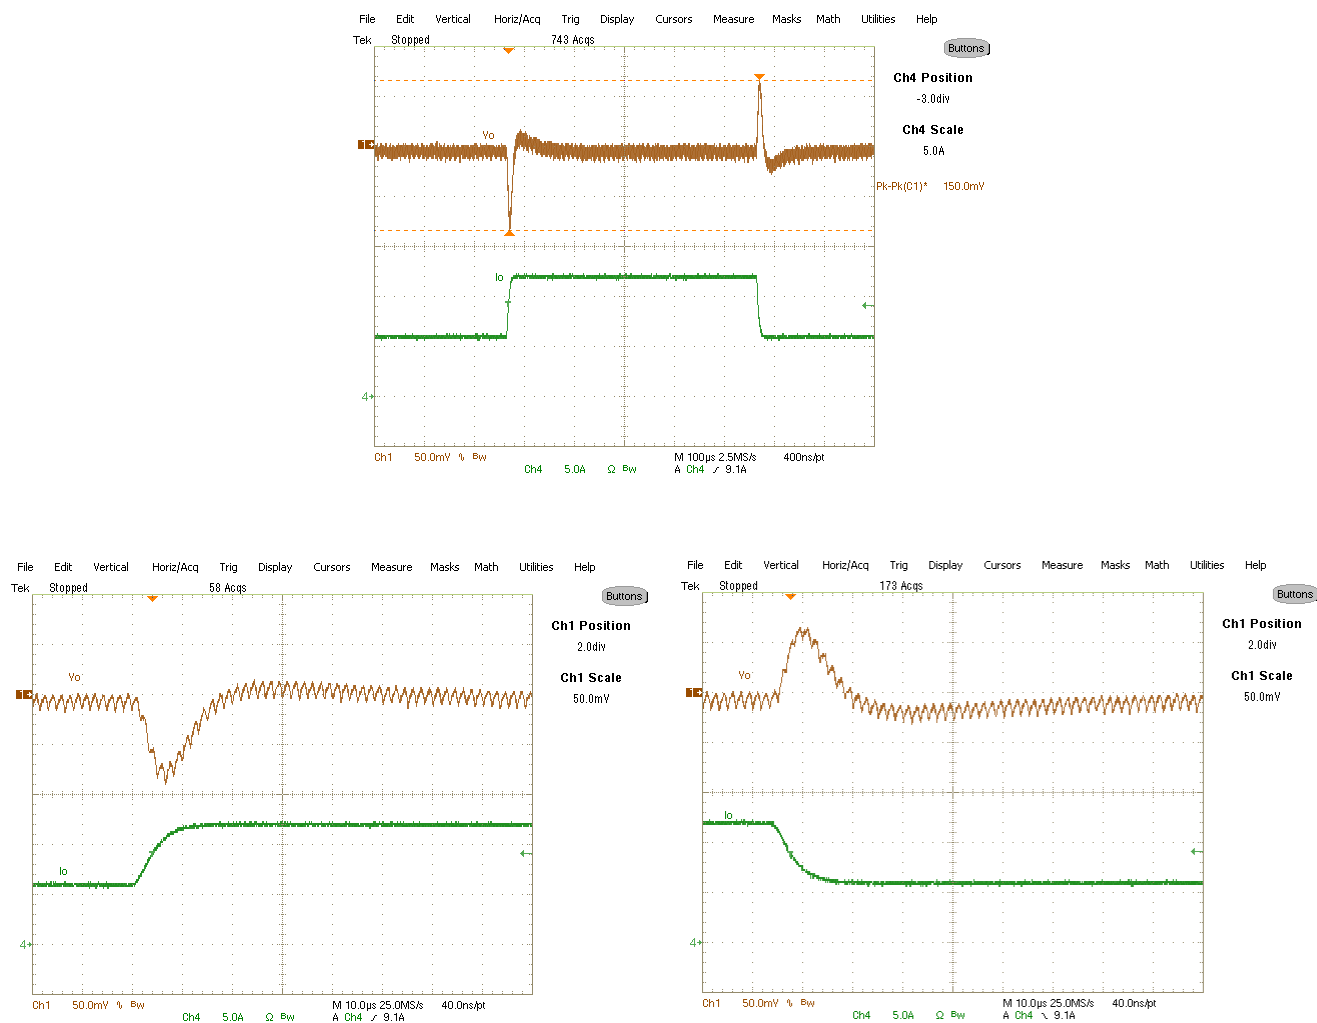 File Edit Vertical Horiz/Acq Trig Display Cursors Measure Masks Math Utilities Help
Tek Stopped 743 Acqs
Buttons
Ch4 Position
-3.0div
Ch4 Scale
5.0A
Vo
1
Pk-Pk(C1)* 150.0mV
Io
4
Ch1 50.0mV % Bw M 100µs 2.5MS/s 400ns/pt
Ch4 5.0A Ω Bw A Ch4 ⌿ 9.1A
File Edit Vertical Horiz/Acq Trig Display Cursors Measure Masks Math Utilities Help
Tek Stopped 58 Acqs
Buttons
Ch1 Position
2.0div
Ch1 Scale
50.0mV
Vo
1
Io
4
Ch1 50.0mV % Bw M 10.0µs 25.0MS/s 40.0ns/pt
Ch4 5.0A Ω Bw A Ch4 ⌿ 9.1A
File Edit Vertical Horiz/Acq Trig Display Cursors Measure Masks Math Utilities Help
Tek Stopped 173 Acqs
Buttons
Ch1 Position
2.0div
Ch1 Scale
50.0mV
Vo
1
Io
4
Ch1 50.0mV % Bw M 10.0µs 25.0MS/s 40.0ns/pt
Ch4 5.0A Ω Bw A Ch4 9.1A